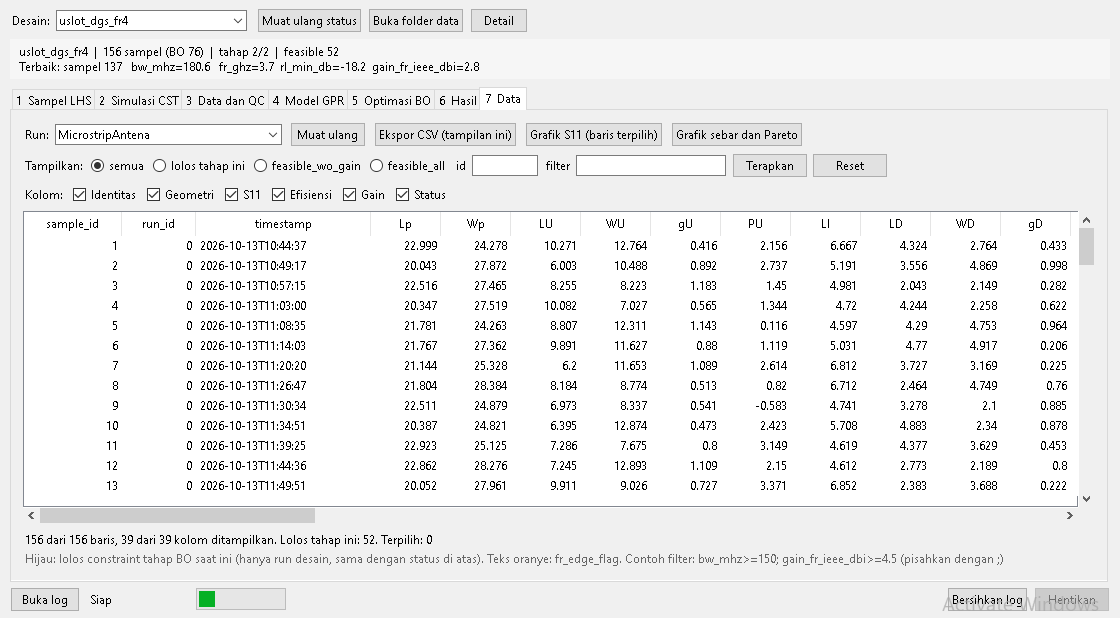 Desain: uslot_dgs_fr4 Muat ulang status Buka folder data Detail
uslot_dgs_fr4 | 156 sampel (BO 76) | tahap 2/2 | feasible 52
Terbaik: sampel 137 bw_mhz=180.6 fr_ghz=3.7 rl_min_db=-18.2 gain_fr_ieee_dbi=2.8
1 Sampel LHS 2 Simulasi CST 3 Data dan QC 4 Model GPR 5 Optimasi BO 6 Hasil 7 Data
Run: MicrostripAntena Muat ulang Ekspor CSV (tampilan ini) Grafik S11 (baris terpilih) Grafik sebar dan Pareto
Tampilkan: semua lolos tahap ini feasible_wo_gain feasible_all id filter Terapkan Reset
Kolom: Identitas Geometri S11 Efisiensi Gain Status
sample_id run_id timestamp Lp Wp LU WU gU PU LI LD WD gD
1 0 2026-10-13T10:44:37 22.999 24.278 10.271 12.764 0.416 2.156 6.667 4.324 2.764 0.433
2 0 2026-10-13T10:49:17 20.043 27.872 6.003 10.488 0.892 2.737 5.191 3.556 4.869 0.998
3 0 2026-10-13T10:57:15 22.516 27.465 8.255 8.223 1.183 1.45 4.981 2.043 2.149 0.282
4 0 2026-10-13T11:03:00 20.347 27.519 10.082 7.027 0.565 1.344 4.72 4.244 2.258 0.622
5 0 2026-10-13T11:08:35 21.781 24.263 8.807 12.311 1.143 0.116 4.597 4.29 4.753 0.964
6 0 2026-10-13T11:14:03 21.767 27.362 9.891 11.627 0.88 1.119 5.031 4.77 4.917 0.206
7 0 2026-10-13T11:20:20 21.144 25.328 6.2 11.653 1.089 2.614 6.812 3.727 3.169 0.225
8 0 2026-10-13T11:26:47 21.804 28.384 8.184 8.774 0.513 0.82 6.712 2.464 4.749 0.76
9 0 2026-10-13T11:30:34 22.511 24.879 6.973 8.337 0.541 -0.583 4.741 3.278 2.1 0.885
10 0 2026-10-13T11:34:51 20.387 24.821 6.395 12.874 0.473 2.423 5.708 4.883 2.34 0.878
11 0 2026-10-13T11:39:25 22.923 25.125 7.286 7.675 0.8 3.149 4.619 4.377 3.629 0.453
12 0 2026-10-13T11:44:36 22.862 28.276 7.245 12.893 1.109 2.15 4.612 2.773 2.189 0.8
13 0 2026-10-13T11:49:51 20.052 27.961 9.911 9.026 0.727 3.371 6.852 2.383 3.688 0.222
156 dari 156 baris, 39 dari 39 kolom ditampilkan. Lolos tahap ini: 52. Terpilih: 0
Hijau: lolos constraint tahap BO saat ini (hanya run desain, sama dengan status di atas). Teks oranye: fr_edge_flag. Contoh filter: bw_mhz>=150; gain_fr_ieee_dbi>=4.5 (pisahkan dengan ;)
Buka log Siap Bersihkan log Hentikan
Activate Windows